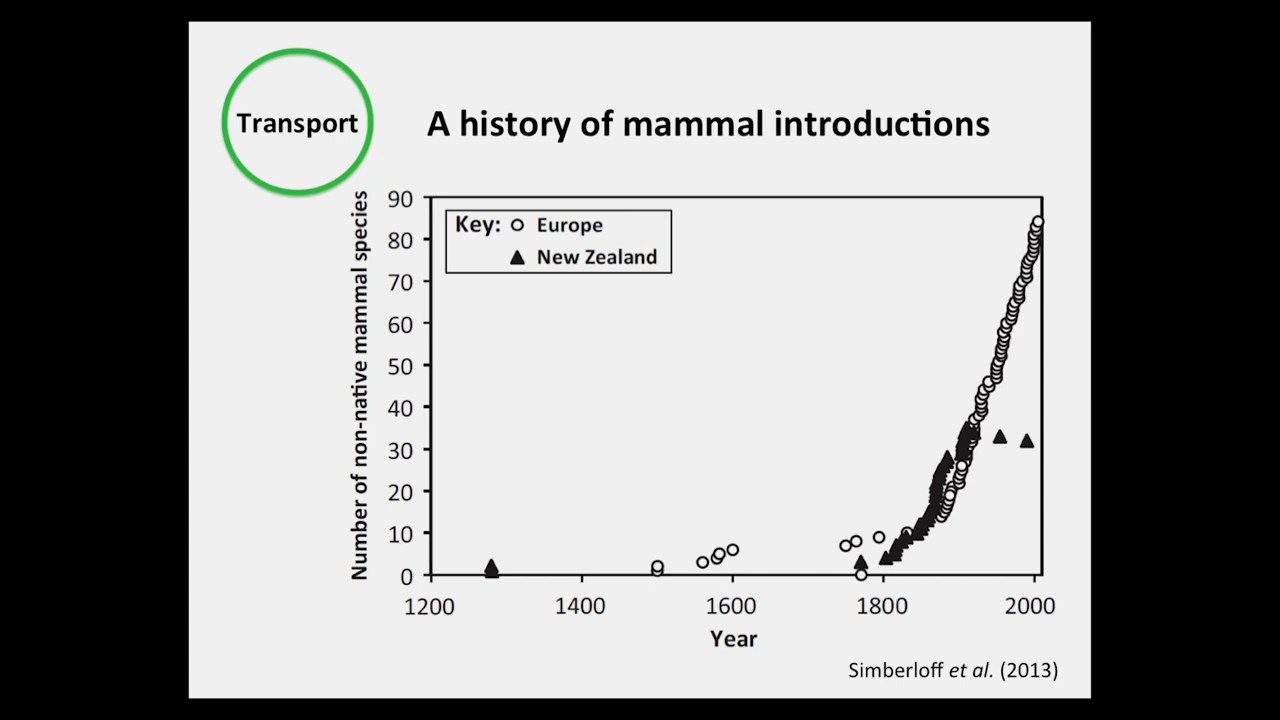 Transport
A history of mammal introductions
Number of non-native mammal species
90
80
70
60
50
40
30
20
10
0
Key:
Europe
New Zealand
1200 1400 1600 1800 2000
Year
Simberloff et al. (2013)